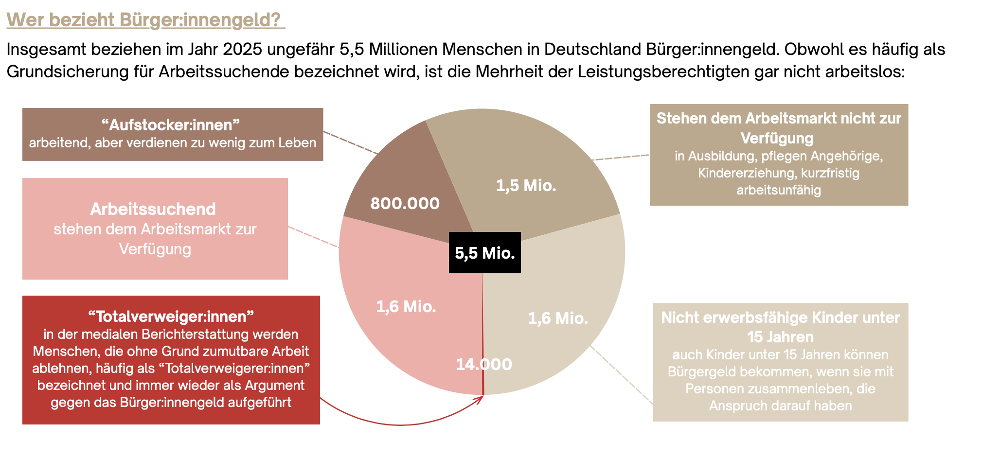 Wer bezieht Bürger:innengeld?
Insgesamt beziehen im Jahr 2025 ungefähr 5,5 Millionen Menschen in Deutschland Bürger:innengeld. Obwohl es häufig als
Grundsicherung für Arbeitssuchende bezeichnet wird, ist die Mehrheit der Leistungsberechtigten gar nicht arbeitslos:
“Aufstocker:innen”
arbeitend, aber verdienen zu wenig zum Leben
Arbeitssuchend
stehen dem Arbeitsmarkt zur
Verfügung
“Totalverweiger:innen”
in der medialen Berichterstattung werden
Menschen, die ohne Grund zumutbare Arbeit
ablehnen, häufig als “Totalverweigerer:innen”
bezeichnet und immer wieder als Argument
gegen das Bürger:innengeld aufgeführt
1,5 Mio.
800.000
5,5 Mio.
1,6 Mio.
1,6 Mio.
14.000
Stehen dem Arbeitsmarkt nicht zur
Verfügung
in Ausbildung, pflegen Angehörige,
Kindererziehung, kurzfristig
arbeitsunfähig
Nicht erwerbsfähige Kinder unter
15 Jahren
auch Kinder unter 15 Jahren können
Bürgergeld bekommen, wenn sie mit
Personen zusammenleben, die
Anspruch darauf haben